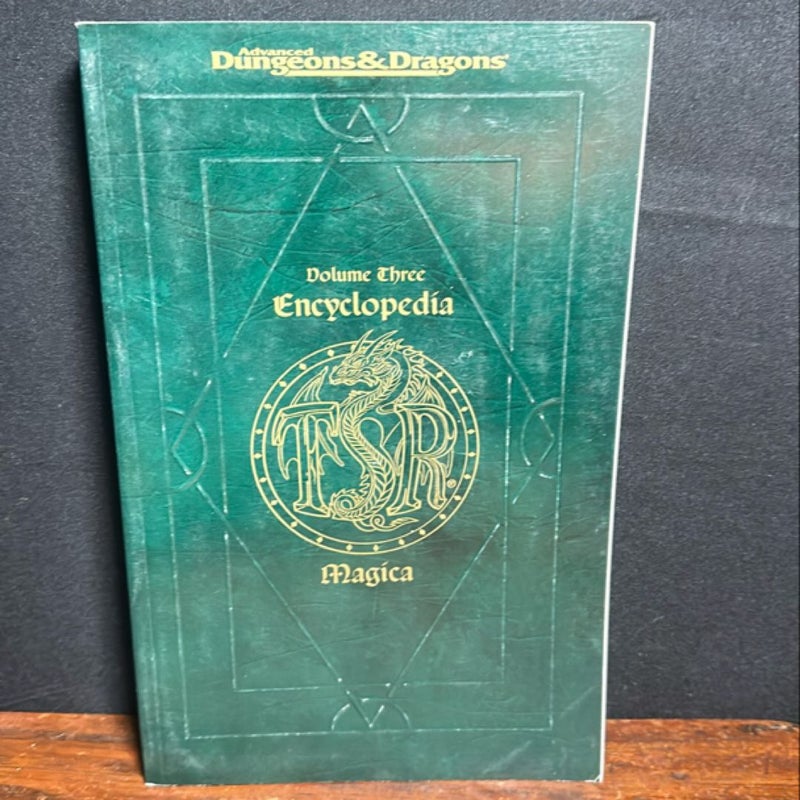 Advanced
Dungeons&Dragons®
Volume Three
Encyclopedia
TSR®
Magica